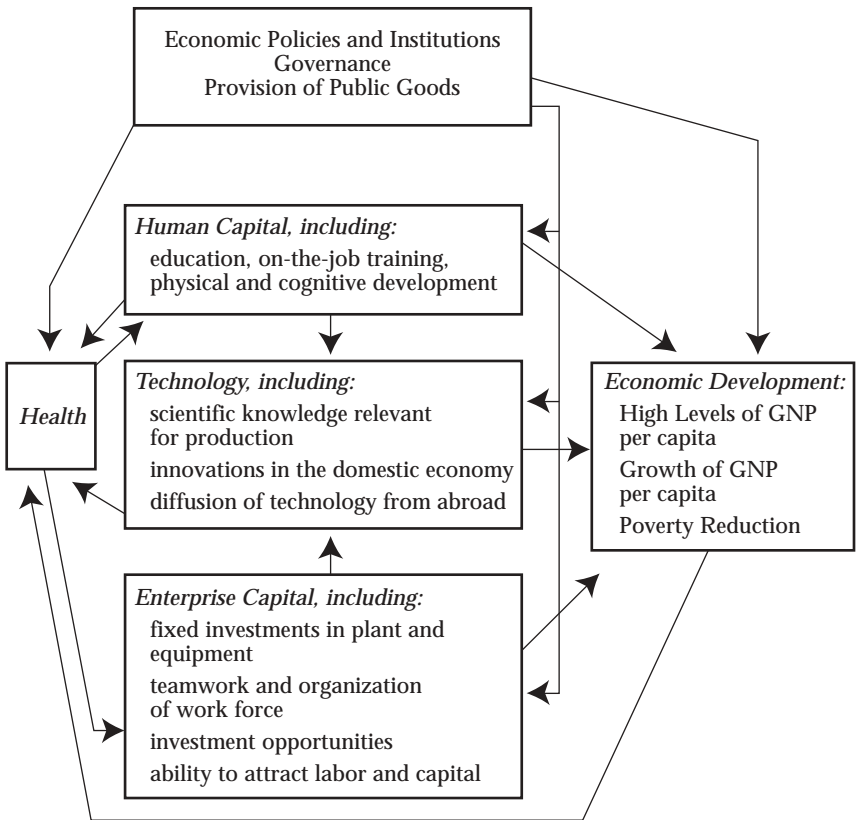 Economic Policies and Institutions
Governance
Provision of Public Goods
Human Capital, including:
education, on-the-job training,
physical and cognitive development
Health
Technology, including:
scientific knowledge relevant
for production
innovations in the domestic economy
diffusion of technology from abroad
Economic Development:
High Levels of GNP
per capita
Growth of GNP
per capita
Poverty Reduction
Enterprise Capital, including:
fixed investments in plant and
equipment
teamwork and organization
of work force
investment opportunities
ability to attract labor and capital